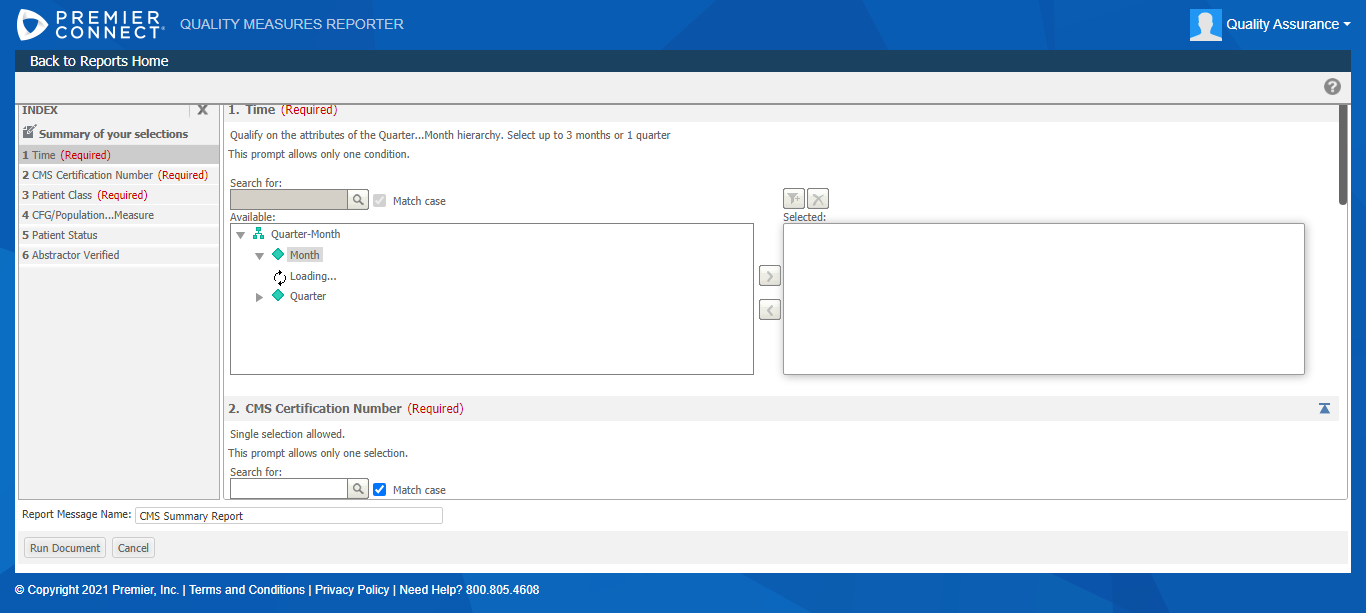 PREMIER CONNECT® QUALITY MEASURES REPORTER
Quality Assurance
Back to Reports Home
INDEX X
Summary of your selections
1 Time (Required)
2 CMS Certification Number (Required)
3 Patient Class (Required)
4 CFG/Population...Measure
5 Patient Status
6 Abstractor Verified
1. Time (Required)
Qualify on the attributes of the Quarter...Month hierarchy. Select up to 3 months or 1 quarter
This prompt allows only one condition.
Search for:
Match case
Available:
Quarter-Month
Month
Loading...
Quarter
Selected:
2. CMS Certification Number (Required)
Single selection allowed.
This prompt allows only one selection.
Search for:
Match case
Report Message Name: CMS Summary Report
Run Document Cancel
© Copyright 2021 Premier, Inc. | Terms and Conditions | Privacy Policy | Need Help? 800.805.4608